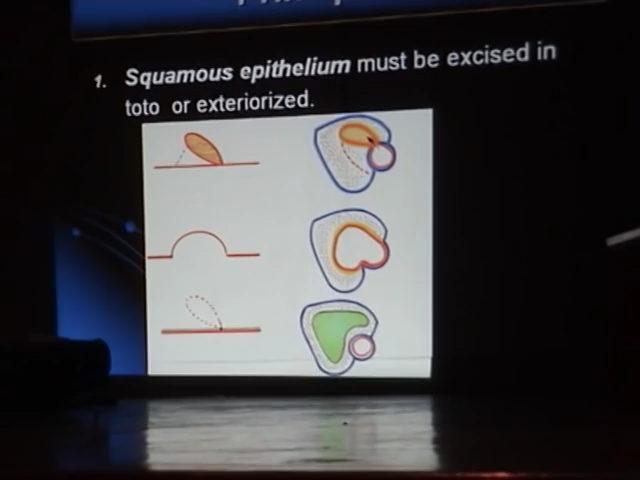 1. Squamous epithelium must be excised in
toto or exteriorized.